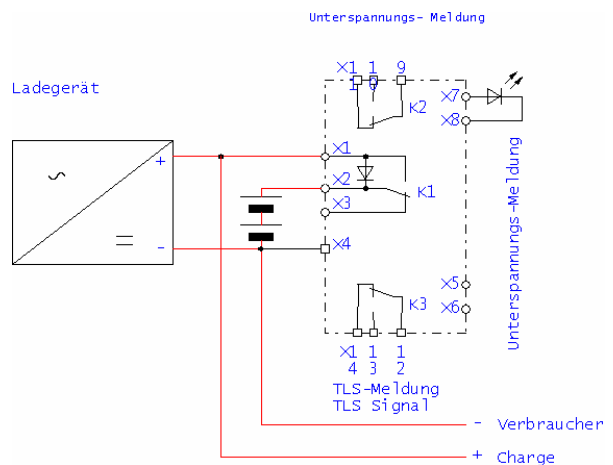 Unterspannungs- Meldung
X1 1 9
1 0
Ladegerät
K2
X7
X8
X1
+
X2
K1
X3
-
X4
Unterspannungs-Meldung
X5
X6
K3
X1 1 1
4 3 2
TLS-Meldung
TLS Signal
- Verbraucher
+ Charge